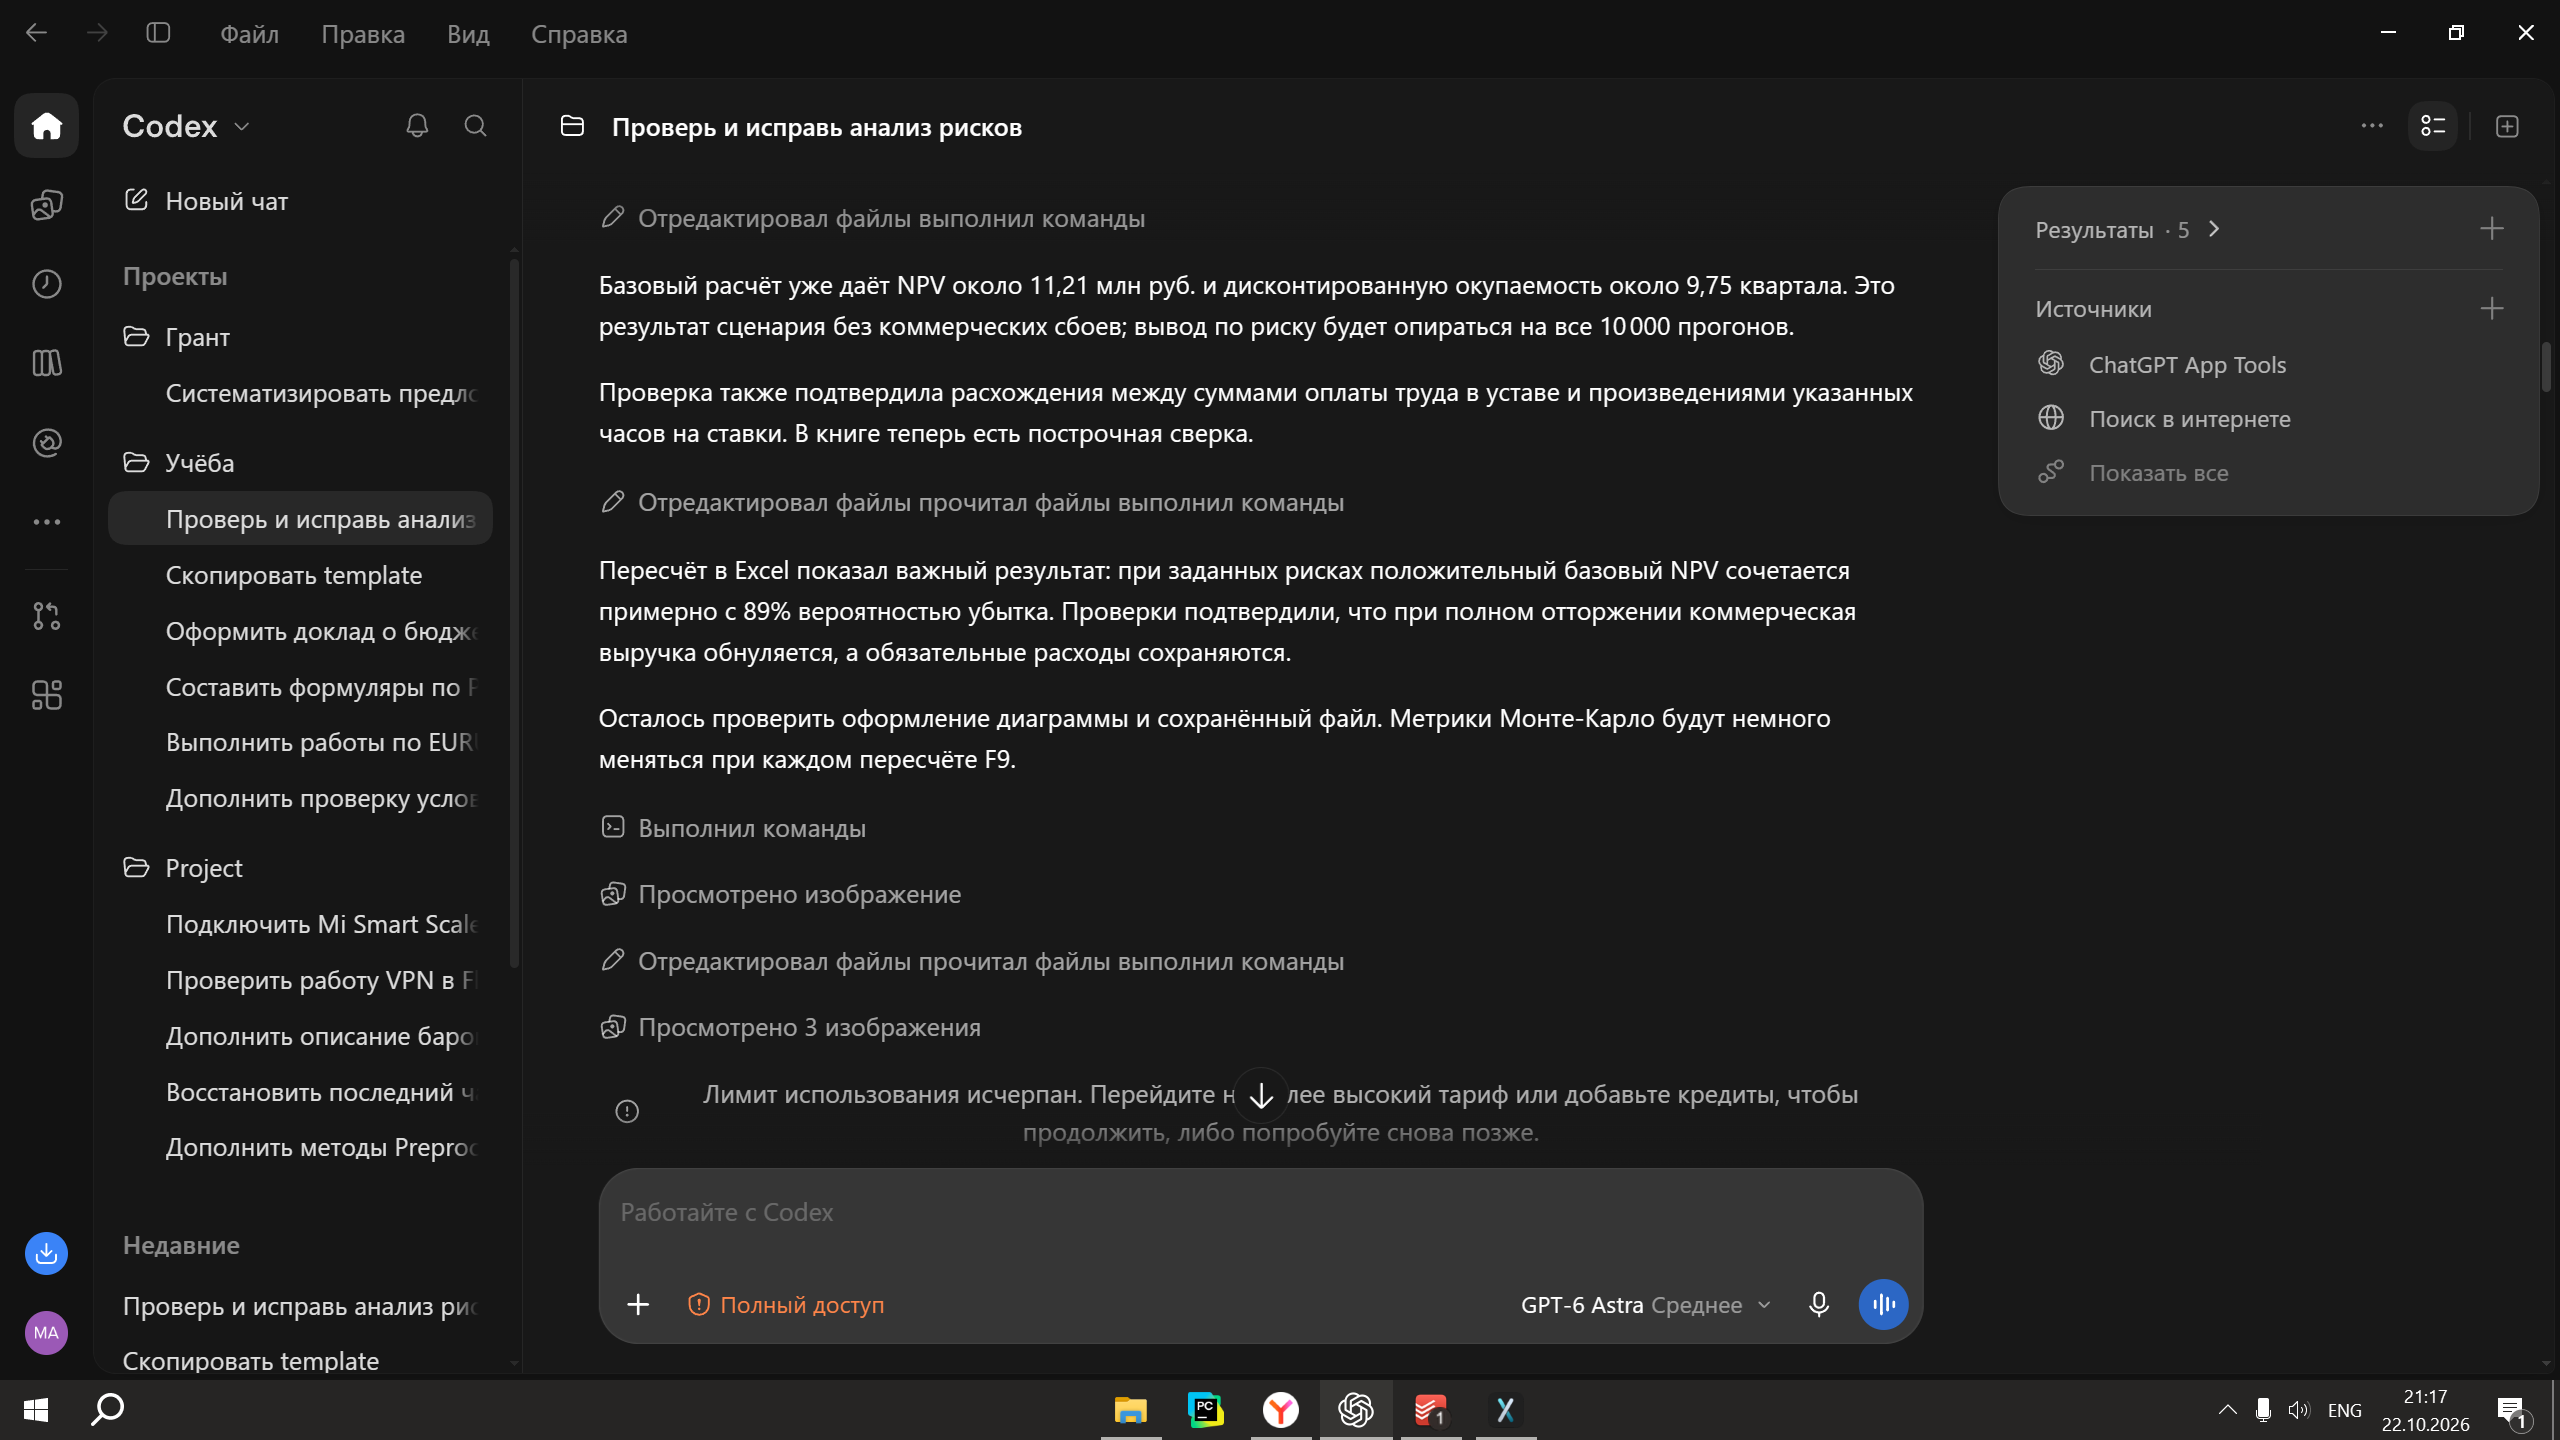 Файл Правка Вид Справка
Codex
Новый чат
Проекты
Грант
Систематизировать предл
Учёба
Проверь и исправь анализ
Скопировать template
Оформить доклад о бюдже
Составить формуляры по
Выполнить работы по EUR
Дополнить проверку услов
Project
Подключить Mi Smart Scale
Проверить работу VPN в
Дополнить описание баро
Восстановить последний
Дополнить методы Preproc
Недавние
Проверь и исправь анализ рис
Скопировать template
MA
Проверь и исправь анализ рисков
Отредактировал файлы выполнил команды
Базовый расчёт уже даёт NPV около 11,21 млн руб. и дисконтированную окупаемость около 9,75 квартала. Это
результат сценария без коммерческих сбоев; вывод по риску будет опираться на все 10 000 прогонов.
Проверка также подтвердила расхождения между суммами оплаты труда в уставе и произведениями указанных
часов на ставки. В книге теперь есть построчная сверка.
Отредактировал файлы прочитал файлы выполнил команды
Пересчёт в Excel показал важный результат: при заданных рисках положительный базовый NPV сочетается
примерно с 89% вероятностью убытка. Проверки подтвердили, что при полном отторжении коммерческая
выручка обнуляется, а обязательные расходы сохраняются.
Осталось проверить оформление диаграммы и сохранённый файл. Метрики Монте-Карло будут немного
меняться при каждом пересчёте F9.
Выполнил команды
Просмотрено изображение
Отредактировал файлы прочитал файлы выполнил команды
Просмотрено 3 изображения
Лимит использования исчерпан. Перейдите н лее высокий тариф или добавьте кредиты, чтобы
продолжить, либо попробуйте снова позже.
Работайте с Codex
Полный доступ
GPT-6 Astra Среднее
Результаты · 5
Источники
ChatGPT App Tools
Поиск в интернете
Показать все
PC
1
ENG
21:17
22.10.2026
1